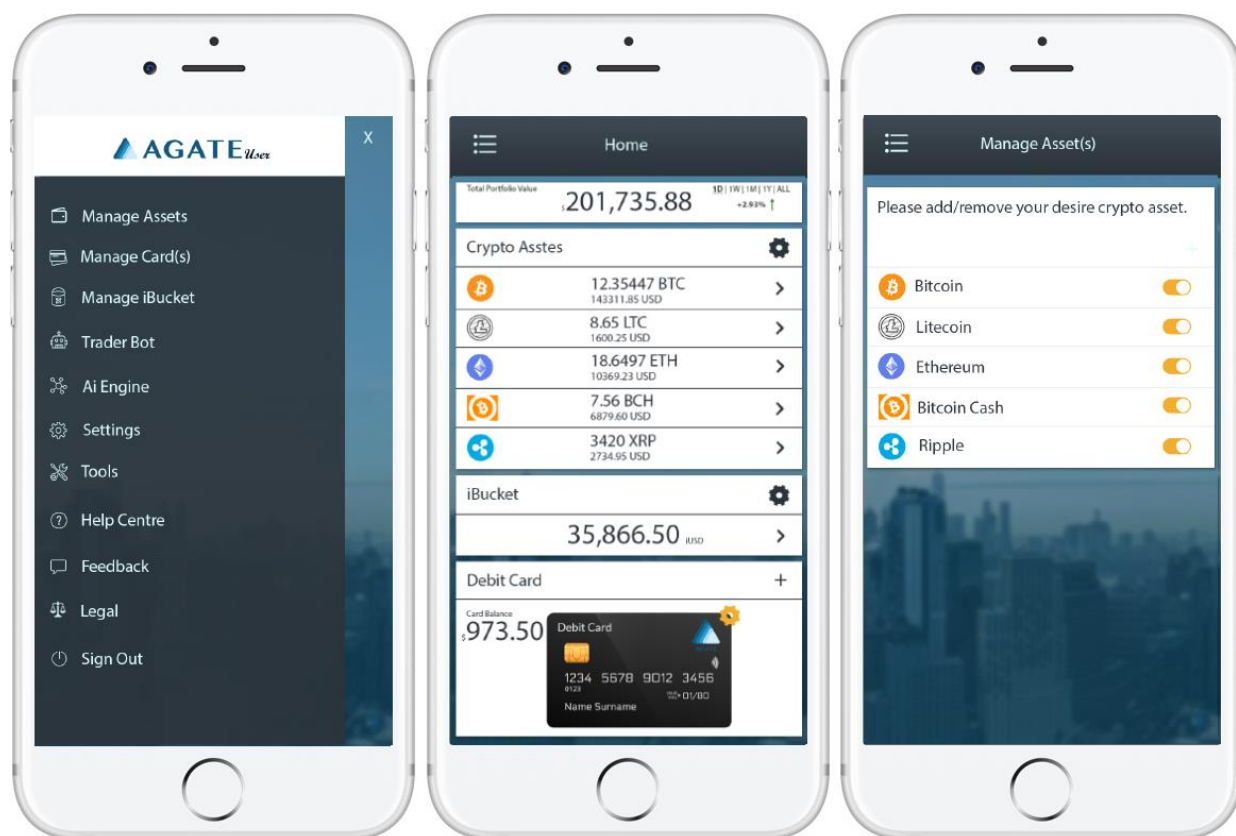 AGATE User
X
Manage Assets
Manage Card(s)
Manage iBucket
Trader Bot
Ai Engine
Settings
Tools
Help Centre
Feedback
Legal
Sign Out
Home
Total Portfolio Value
$201,735.88
1D | 1W | 1M | 1Y | ALL
+2.93% ↑
Crypto Asstes
12.35447 BTC
143311.85 USD
8.65 LTC
1600.25 USD
18.6497 ETH
10369.23 USD
7.56 BCH
6879.60 USD
3420 XRP
2734.95 USD
iBucket
35,866.50 iUSD
Debit Card
+
Card Balance
$973.50
Debit Card
AGATE
1234 5678 9012 3456
0123
01/80
Name Surname
Manage Asset(s)
Please add/remove your desire crypto asset.
+
Bitcoin
Litecoin
Ethereum
Bitcoin Cash
Ripple